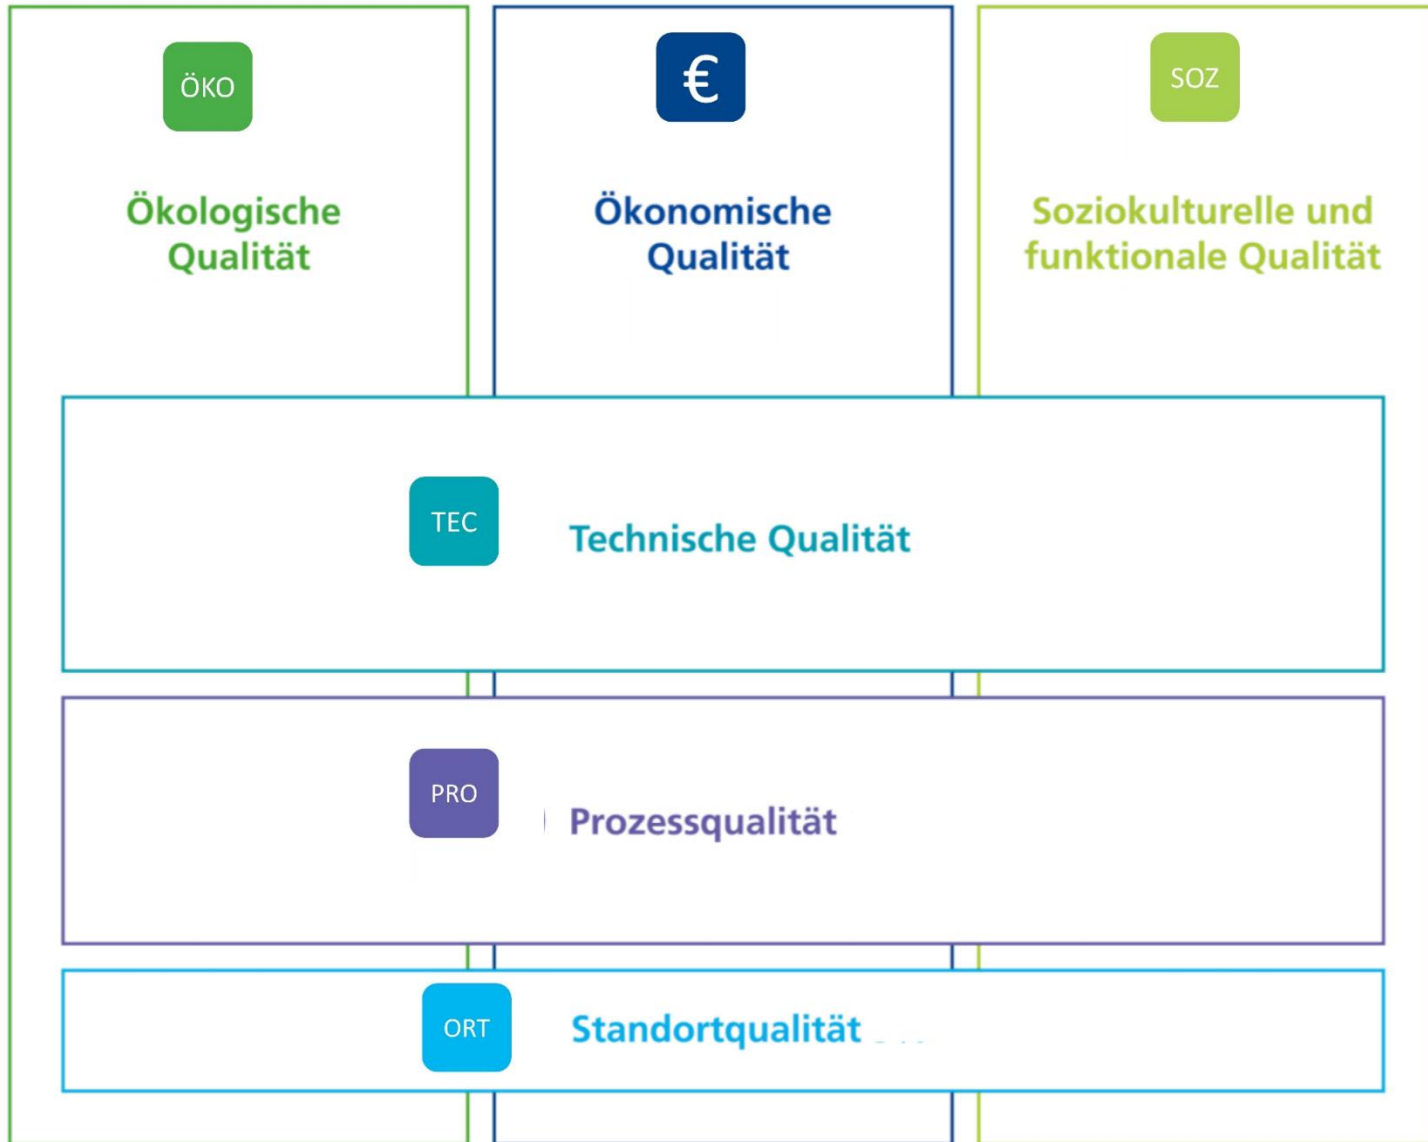 ÖKO
Ökologische
Qualität
€
Ökonomische
Qualität
SOZ
Soziokulturelle und
funktionale Qualität
TEC
Technische Qualität
PRO
Prozessqualität
ORT
Standortqualität